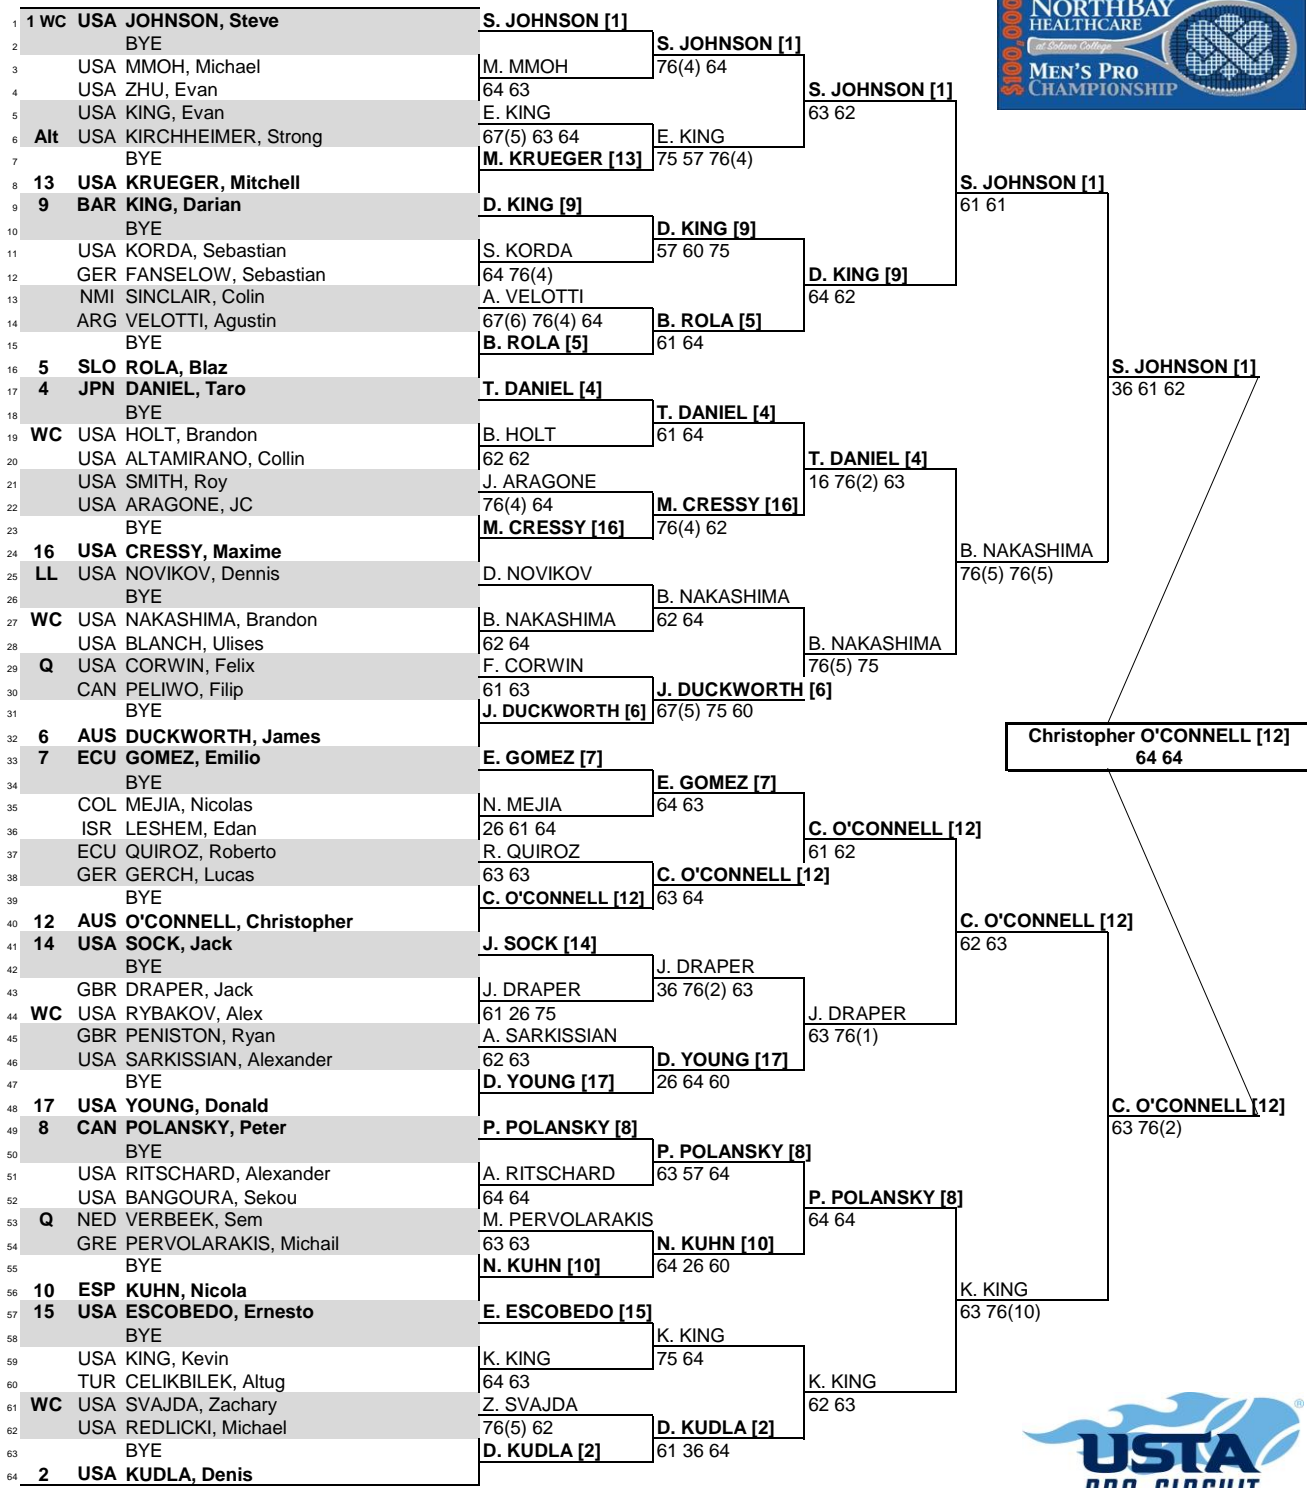 1 1 WC USA JOHNSON, Steve
2 BYE
3 USA MMOH, Michael
4 USA ZHU, Evan
5 USA KING, Evan
6 Alt USA KIRCHHEIMER, Strong
7 BYE
8 13 USA KRUEGER, Mitchell
9 9 BAR KING, Darian
10 BYE
11 USA KORDA, Sebastian
12 GER FANSELOW, Sebastian
13 NMI SINCLAIR, Colin
14 ARG VELOTTI, Agustin
15 BYE
16 5 SLO ROLA, Blaz
17 4 JPN DANIEL, Taro
18 BYE
19 WC USA HOLT, Brandon
20 USA ALTAMIRANO, Collin
21 USA SMITH, Roy
22 USA ARAGONE, JC
23 BYE
24 16 USA CRESSY, Maxime
25 LL USA NOVIKOV, Dennis
26 BYE
27 WC USA NAKASHIMA, Brandon
28 USA BLANCH, Ulises
29 Q USA CORWIN, Felix
30 CAN PELIWO, Filip
31 BYE
32 6 AUS DUCKWORTH, James
33 7 ECU GOMEZ, Emilio
34 BYE
35 COL MEJIA, Nicolas
36 ISR LESHEM, Edan
37 ECU QUIROZ, Roberto
38 GER GERCH, Lucas
39 BYE
40 12 AUS O'CONNELL, Christopher
41 14 USA SOCK, Jack
42 BYE
43 GBR DRAPER, Jack
44 WC USA RYBAKOV, Alex
45 GBR PENISTON, Ryan
46 USA SARKISSIAN, Alexander
47 BYE
48 17 USA YOUNG, Donald
49 8 CAN POLANSKY, Peter
50 BYE
51 USA RITSCHARD, Alexander
52 USA BANGOURA, Sekou
53 Q NED VERBEEK, Sem
54 GRE PERVOLARAKIS, Michail
55 BYE
56 10 ESP KUHN, Nicola
57 15 USA ESCOBEDO, Ernesto
58 BYE
59 USA KING, Kevin
60 TUR CELIKBILEK, Altug
61 WC USA SVAJDA, Zachary
62 USA REDLICKI, Michael
63 BYE
64 2 USA KUDLA, Denis
S. JOHNSON [1]
M. MMOH
64 63
E. KING
67(5) 63 64
M. KRUEGER [13]
D. KING [9]
S. KORDA
64 76(4)
A. VELOTTI
67(6) 76(4) 64
B. ROLA [5]
T. DANIEL [4]
B. HOLT
62 62
J. ARAGONE
76(4) 64
M. CRESSY [16]
D. NOVIKOV
B. NAKASHIMA
62 64
F. CORWIN
61 63
J. DUCKWORTH [6]
E. GOMEZ [7]
N. MEJIA
26 61 64
R. QUIROZ
63 63
C. O'CONNELL [12]
J. SOCK [14]
J. DRAPER
61 26 75
A. SARKISSIAN
62 63
D. YOUNG [17]
P. POLANSKY [8]
A. RITSCHARD
64 64
M. PERVOLARAKIS
63 63
N. KUHN [10]
E. ESCOBEDO [15]
K. KING
64 63
Z. SVAJDA
76(5) 62
D. KUDLA [2]
S. JOHNSON [1]
76(4) 64
E. KING
75 57 76(4)
D. KING [9]
57 60 75
B. ROLA [5]
61 64
T. DANIEL [4]
61 64
M. CRESSY [16]
76(4) 62
B. NAKASHIMA
62 64
J. DUCKWORTH [6]
67(5) 75 60
E. GOMEZ [7]
64 63
C. O'CONNELL [12]
63 64
J. DRAPER
36 76(2) 63
D. YOUNG [17]
26 64 60
P. POLANSKY [8]
63 57 64
N. KUHN [10]
64 26 60
K. KING
75 64
D. KUDLA [2]
61 36 64
S. JOHNSON [1]
63 62
D. KING [9]
64 62
T. DANIEL [4]
16 76(2) 63
B. NAKASHIMA
76(5) 75
C. O'CONNELL [12]
61 62
J. DRAPER
63 76(1)
P. POLANSKY [8]
64 64
K. KING
62 63
S. JOHNSON [1]
61 61
B. NAKASHIMA
76(5) 76(5)
C. O'CONNELL [12]
62 63
K. KING
63 76(10)
S. JOHNSON [1]
36 61 62
C. O'CONNELL [12]
63 76(2)
Christopher O'CONNELL [12]
64 64
$100,000
NORTHBAY
HEALTHCARE
at Solano College
MEN'S PRO
CHAMPIONSHIP
USTA
PRO CIRCUIT
®